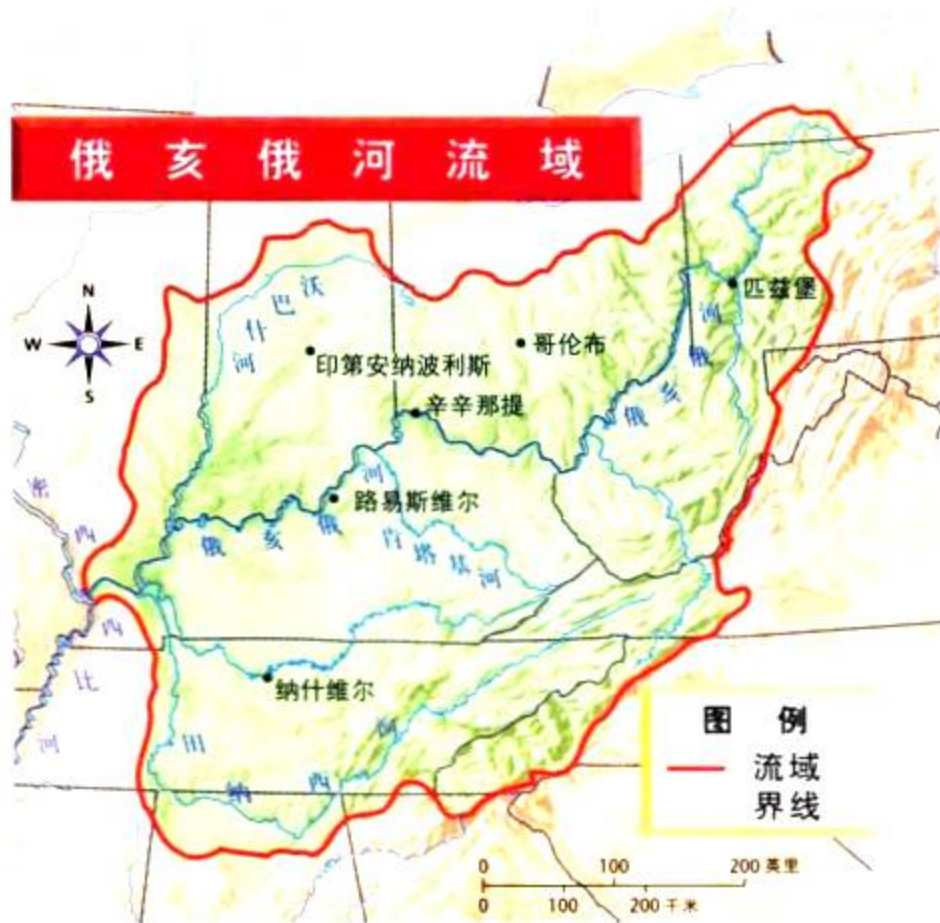 俄亥俄河流域
N
W E
S
沃巴什河
匹兹堡
哥伦布
印第安纳波利斯
辛辛那提
俄亥俄河
路易斯维尔
俄亥俄河
肯塔基河
密西西比河
纳什维尔
田纳西河
图 例
流域
界线
0 100 200 英里
0 100 200 千米